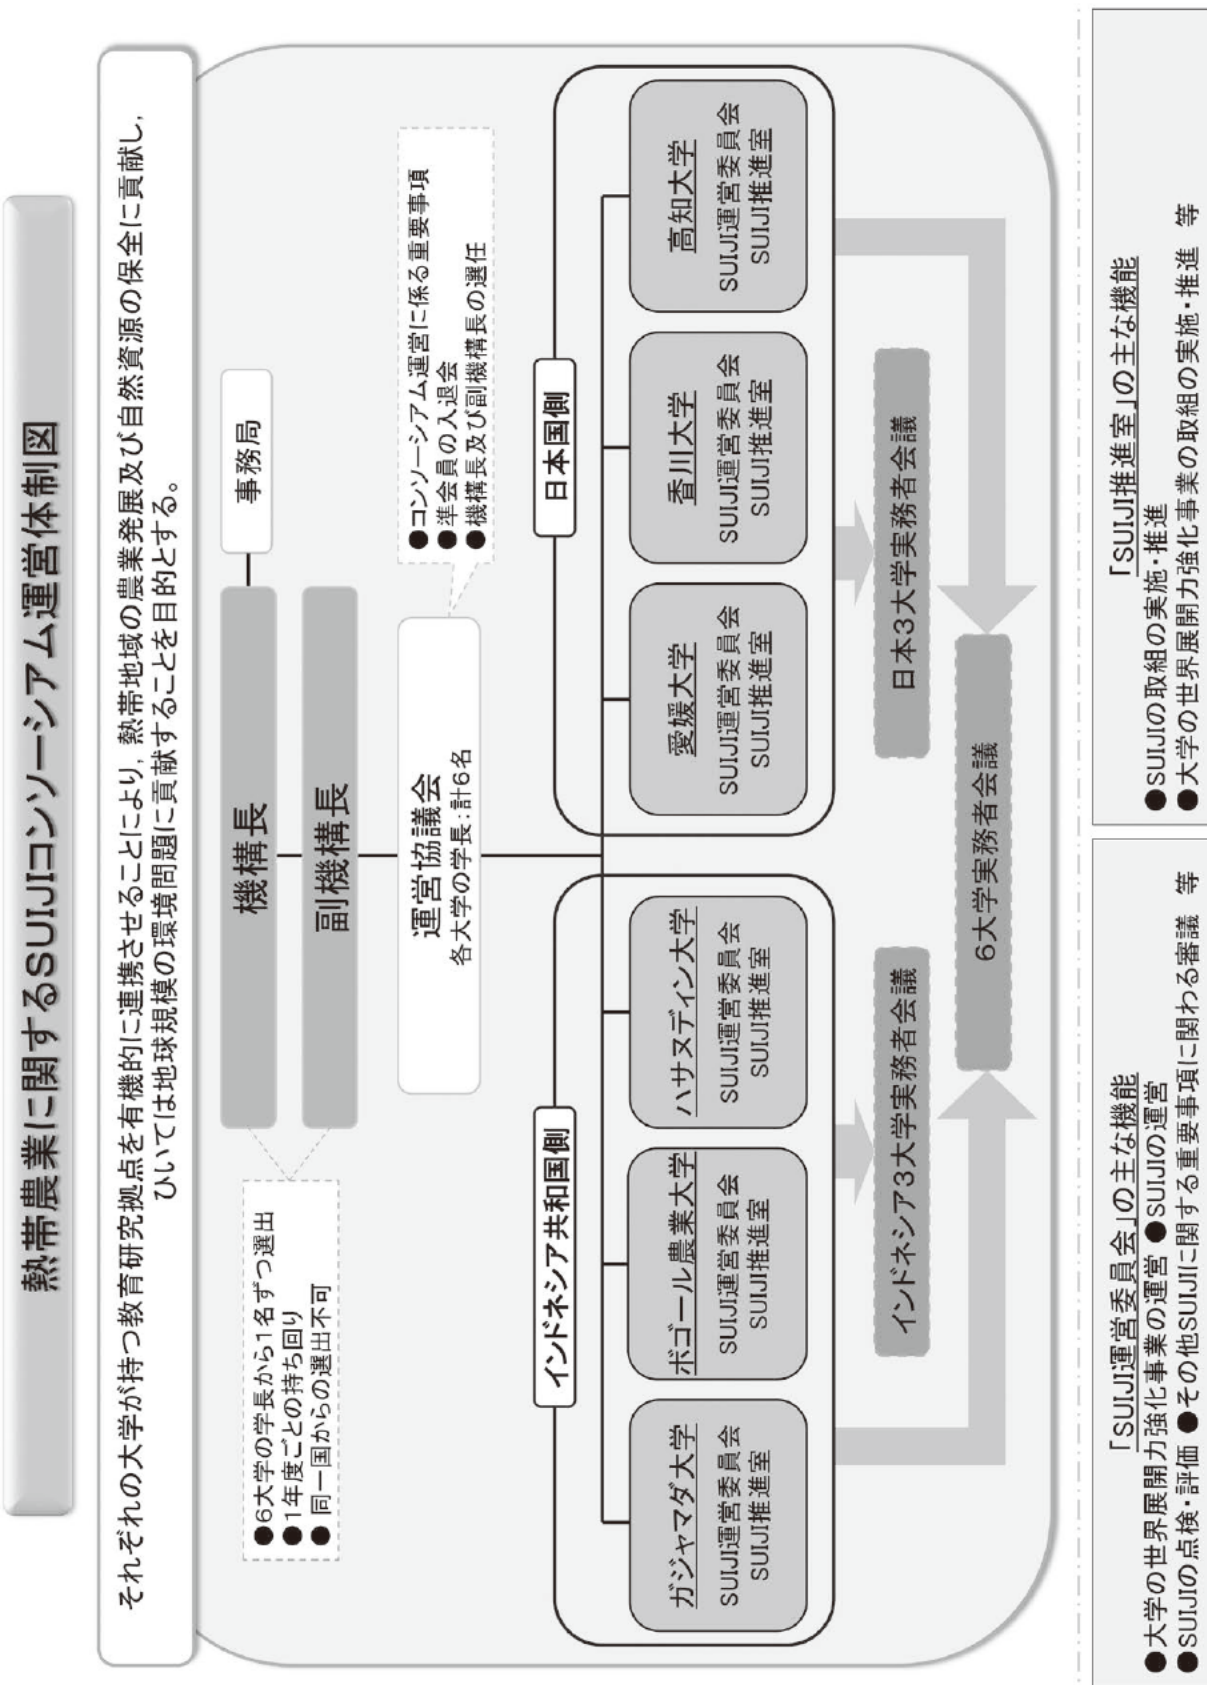 熱帯農業に関するSUIJIコンソーシアム運営体制図
それぞれの大学が持つ教育研究拠点を有機的に連携させることにより, 熱帯地域の農業発展及び自然資源の保全に貢献し,
ひいては地球規模の環境問題に貢献することを目的とする。
機構長
事務局
副機構長
●6大学の学長から1名ずつ選出
●1年度ごとの持ち回り
●同一国からの選出不可
運営協議会
各大学の学長:計6名
●コンソーシアム運営に係る重要事項
●準会員の入退会
●機構長及び副機構長の選任
インドネシア共和国側
ガジャマダ大学
SUIJI運営委員会
SUIJI推進室
ボゴール農業大学
SUIJI運営委員会
SUIJI推進室
ハサヌディン大学
SUIJI運営委員会
SUIJI推進室
日本国側
愛媛大学
SUIJI運営委員会
SUIJI推進室
香川大学
SUIJI運営委員会
SUIJI推進室
高知大学
SUIJI運営委員会
SUIJI推進室
インドネシア3大学実務者会議
日本3大学実務者会議
6大学実務者会議
「SUIJI運営委員会」の主な機能
●大学の世界展開力強化事業の運営 ●SUIJIの運営
●SUIJIの点検・評価 ●その他SUIJIに関する重要事項に関わる審議 等
「SUIJI推進室」の主な機能
●SUIJIの取組の実施・推進
●大学の世界展開力強化事業の取組の実施・推進 等